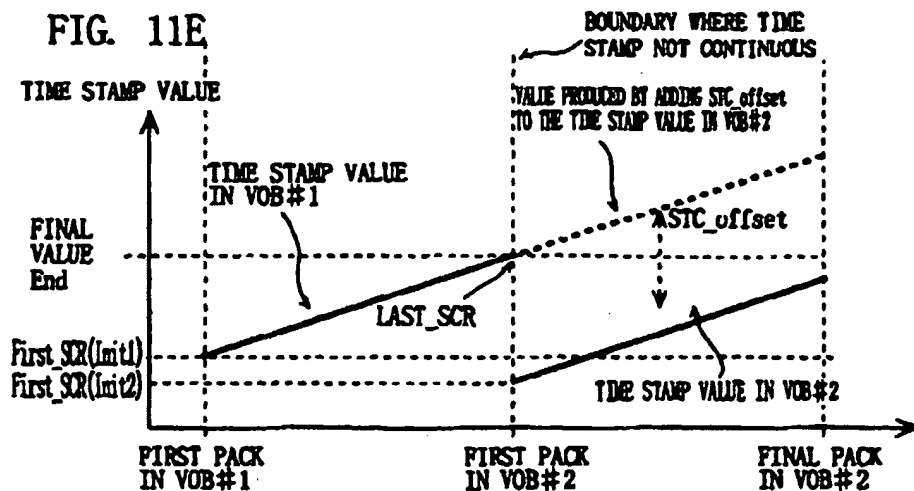 FIG. 11E
BOUNDARY WHERE TIME
STAMP NOT CONTINUOUS
TIME STAMP VALUE
VALUE PRODUCED BY ADDING STC_offset
TO THE TIME STAMP VALUE IN VOB#2
TIME STAMP VALUE
IN VOB#1
STC_offset
FINAL
VALUE
End
LAST_SCR
First_SCR(Init1)
First_SCR(Init2)
TIME STAMP VALUE IN VOB#2
FIRST PACK
IN VOB#1
FIRST PACK
IN VOB#2
FINAL PACK
IN VOB#2